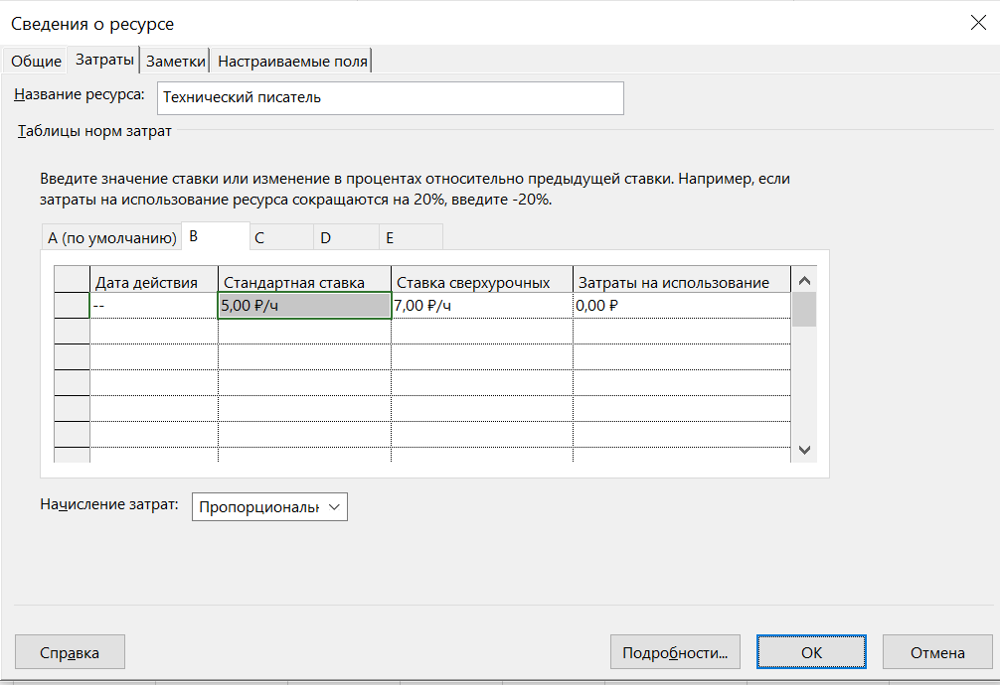 Сведения о ресурсе
Общие Затраты Заметки Настраиваемые поля
Название ресурса: Технический писатель
Таблицы норм затрат
Введите значение ставки или изменение в процентах относительно предыдущей ставки. Например, если
затраты на использование ресурса сокращаются на 20%, введите -20%.
A (по умолчанию) B C D E
Дата действия Стандартная ставка Ставка сверхурочных Затраты на использование
-- 5,00 ₽/ч 7,00 ₽/ч 0,00 ₽
Начисление затрат: Пропорциональн
Справка Подробности... ОК Отмена